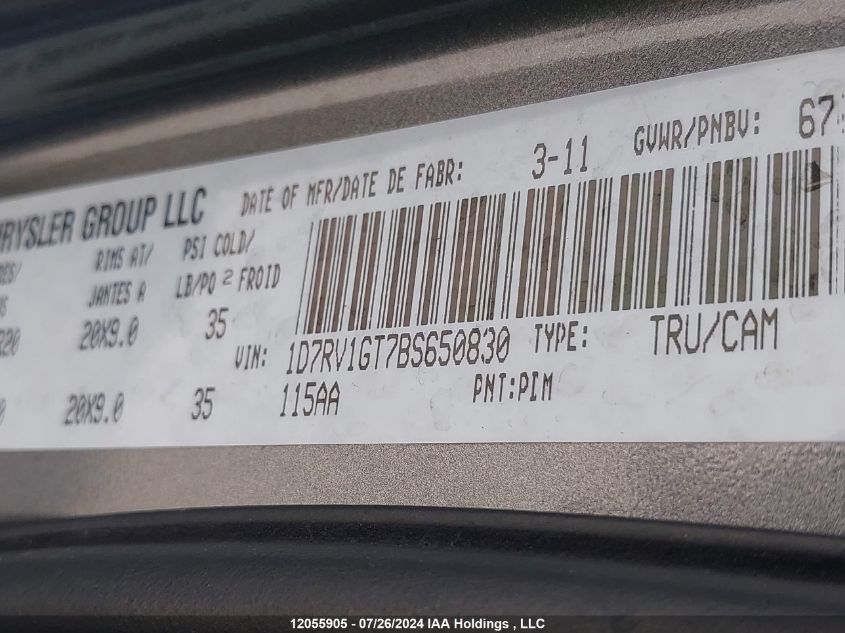 GVWR/PNBV:
DATE OF MFR/DATE DE FABR: 3-11
GROUP LLC
RIMS AT/ PSI COLD/
JANTES A LB/PO 2 FROID
20X9.0 35
VIN: 1D7RV1GT7BS650830 TYPE: TRU/CAM
20X9.0 35 115AA PNT:PIM
12055905 - 07/26/2024 IAA Holdings , LLC